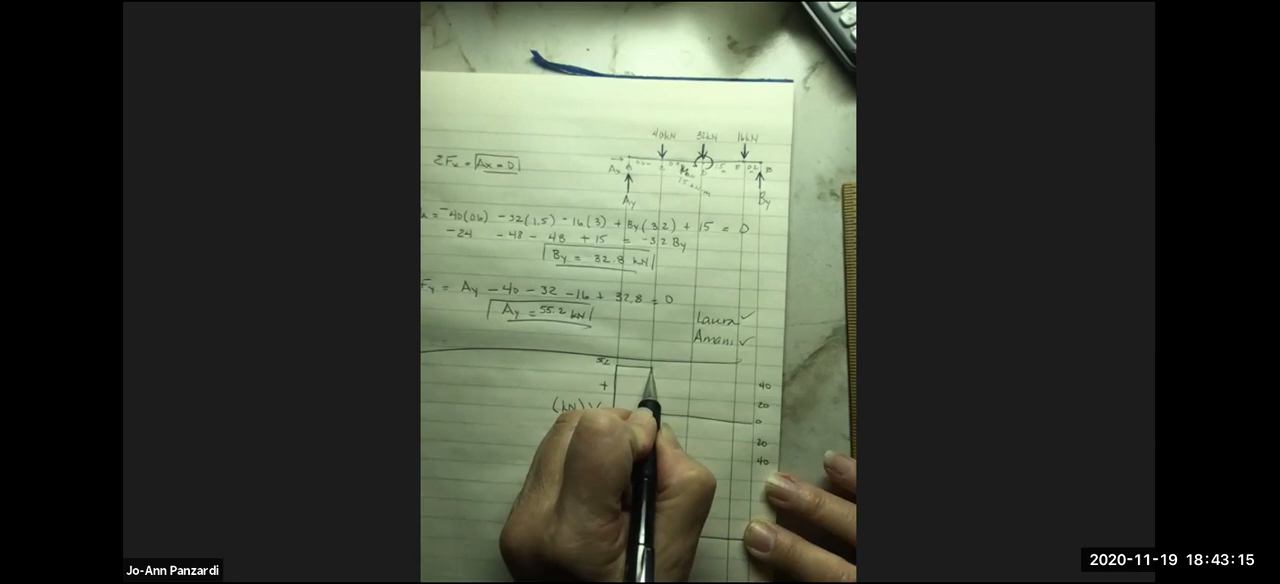 40kN 32kN 16kN
ΣFx = Ax = 0
Ax A C D B
Ay By
= -40(0.6) -32(1.5) -16(3) + By(3.2) + 15 = 0
-24 -48 - 48 +15 = -3.2 By
By = 32.8 kN
Fy = Ay - 40 - 32 - 16 + 32.8 = 0
Ay = 55.2 kN
Laura ✓
Amani ✓
+ 40
(kN) V 20
0
20
40
Jo-Ann Panzardi
2020-11-19 18:43:15